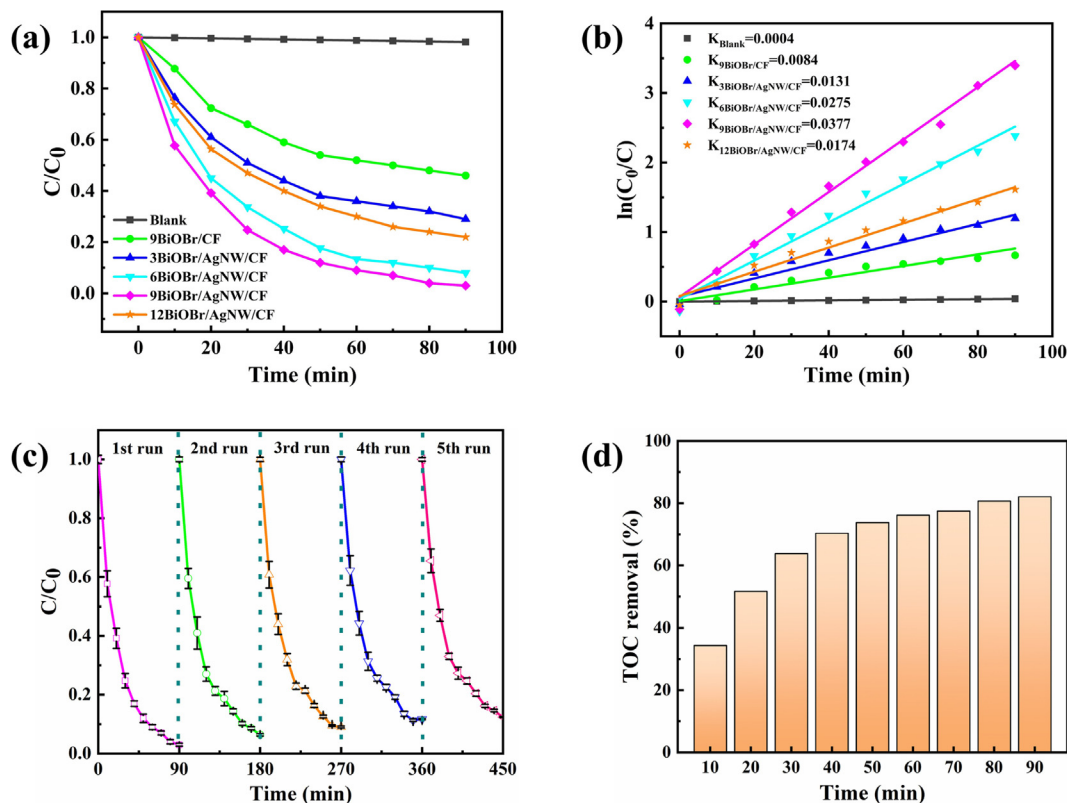 (a)
1.0
0.8
0.6
0.4
0.2
0.0
C/C₀
Blank
9BiOBr/CF
3BiOBr/AgNW/CF
6BiOBr/AgNW/CF
9BiOBr/AgNW/CF
12BiOBr/AgNW/CF
0 20 40 60 80 100
Time (min)
(b)
4
3
2
1
0
ln(C₀/C)
K_Blank=0.0004
K_9BiOBr/CF=0.0084
K_3BiOBr/AgNW/CF=0.0131
K_6BiOBr/AgNW/CF=0.0275
K_9BiOBr/AgNW/CF=0.0377
K_12BiOBr/AgNW/CF=0.0174
0 20 40 60 80 100
Time (min)
(c)
1st run 2nd run 3rd run 4th run 5th run
1.0
0.8
0.6
0.4
0.2
0.0
C/C₀
0 90 180 270 360 450
Time (min)
(d)
100
80
60
40
20
0
TOC removal (%)
10 20 30 40 50 60 70 80 90
Time (min)